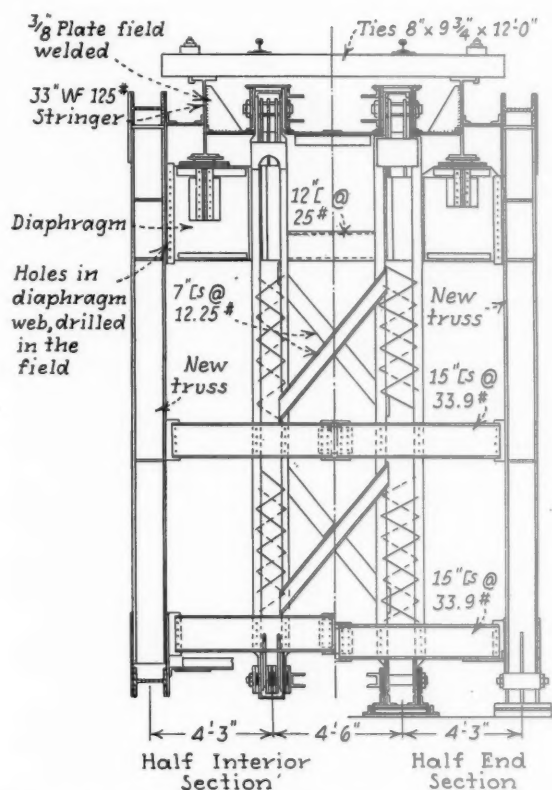 3/8" Plate field
welded
Ties 8" x 9 3/4" x 12'-0"
33" WF 125#
Stringer
12"[ @
25#
Diaphragm
Holes in
diaphragm
web, drilled
in the
field
7"[s @
12.25#
New
truss
New
truss
15"[s @
33.9#
15"[s @
33.9#
4'-3"
4'-6"
4'-3"
Half Interior
Section
Half End
Section